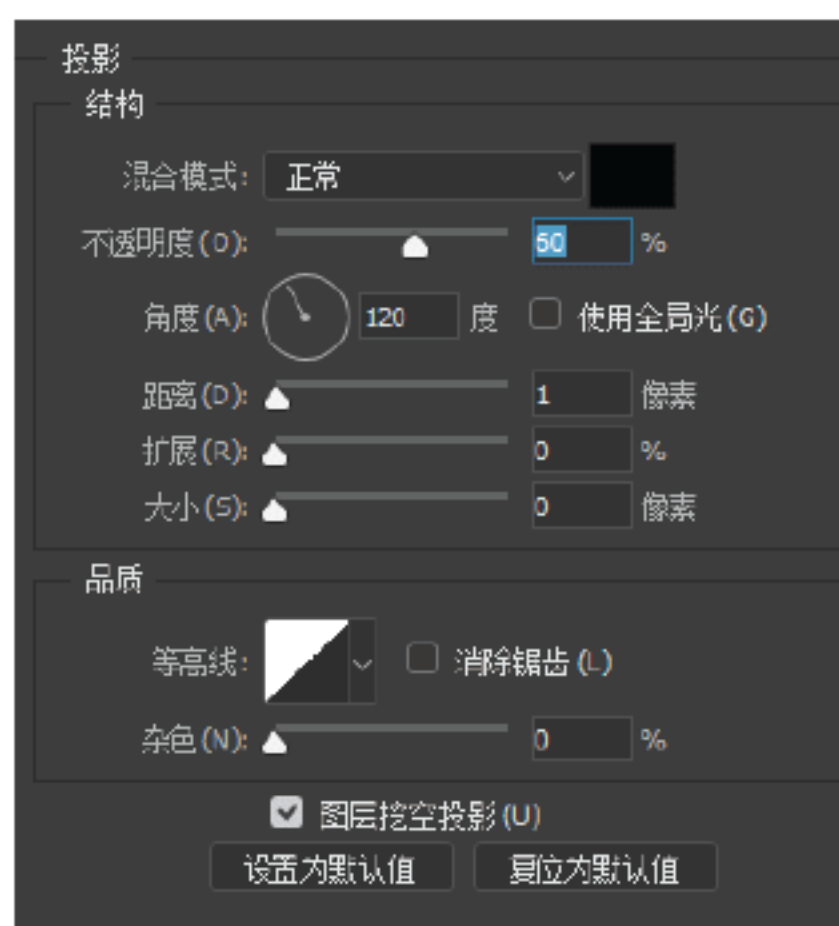 投影
结构
混合模式: 正常
不透明度(O): 60 %
角度(A): 120 度 使用全局光(G)
距离(D): 1 像素
扩展(R): 0 %
大小(S): 0 像素
品质
等高线: 消除锯齿(L)
杂色(N): 0 %
图层挖空投影(U)
设置为默认值 复位为默认值